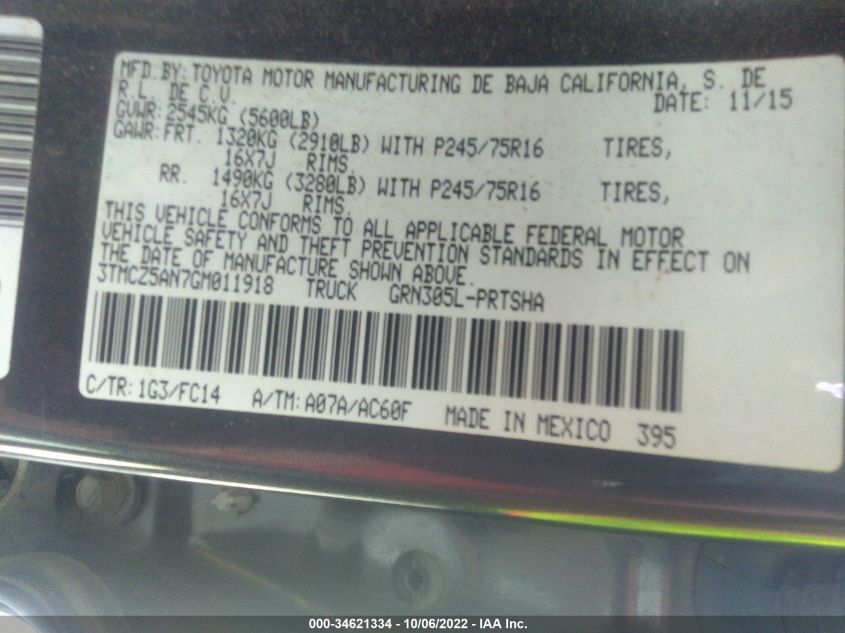 MFD.BY: TOYOTA MOTOR MANUFACTURING DE BAJA CALIFORNIA, S. DE
R.L. DE C.V. DATE: 11/15
GVWR: 2545KG (5600LB)
GAWR: FRT. 1320KG (2910LB) WITH P245/75R16 TIRES,
16X7J RIMS.
RR. 1490KG (3280LB) WITH P245/75R16 TIRES,
16X7J RIMS.
THIS VEHICLE CONFORMS TO ALL APPLICABLE FEDERAL MOTOR
VEHICLE SAFETY AND THEFT PREVENTION STANDARDS IN EFFECT ON
THE DATE OF MANUFACTURE SHOWN ABOVE.
3TMCZ5AN7GM011918 TRUCK GRN305L-PRTSHA
C/TR: 1G3/FC14 A/TM: A07A/AC60F MADE IN MEXICO 395
000-34621334 - 10/06/2022 - IAA Inc.